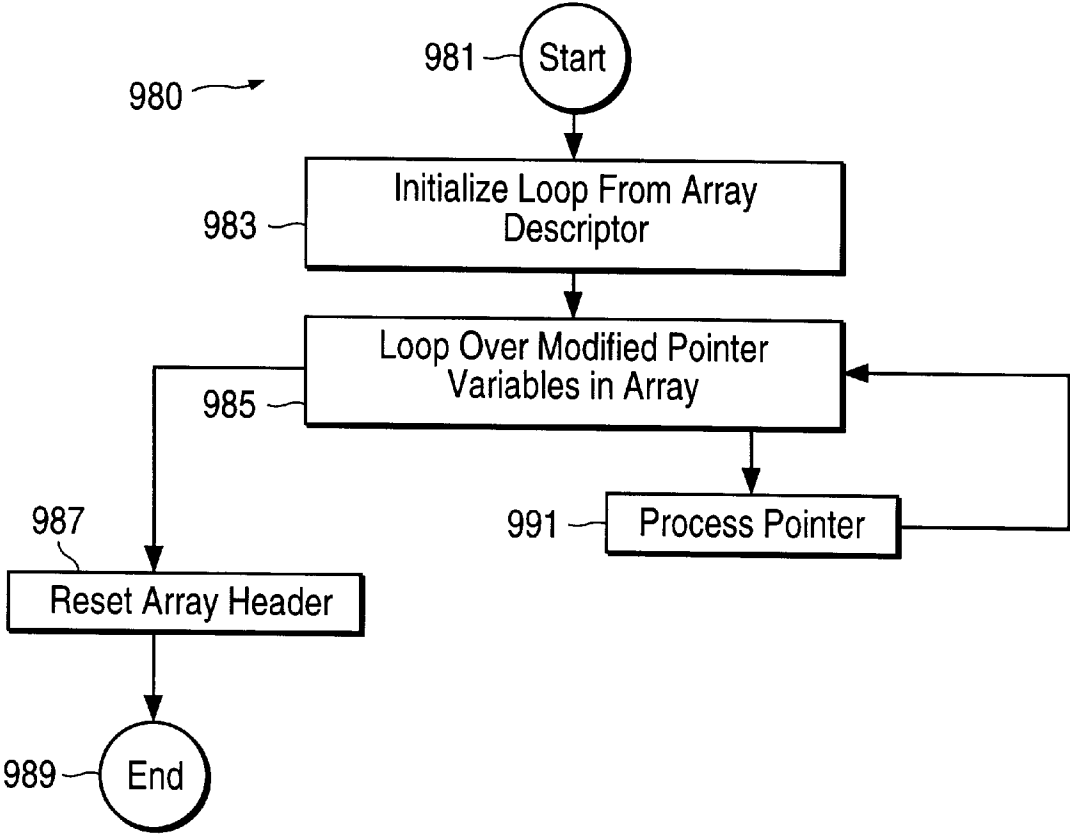 981
Start
980
Initialize Loop From Array
Descriptor
983
Loop Over Modified Pointer
Variables in Array
985
987
991
Process Pointer
Reset Array Header
989
End